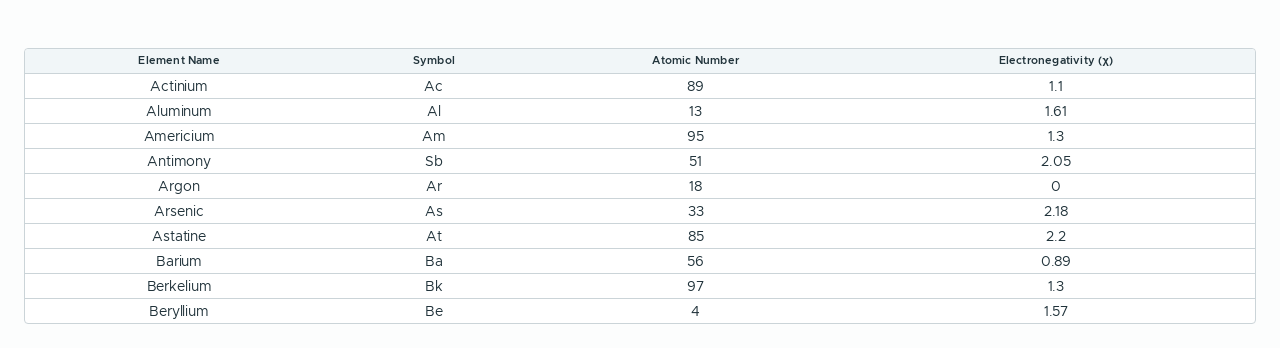 Element Name Symbol Atomic Number Electronegativity (χ)
Actinium Ac 89 1.1
Aluminum Al 13 1.61
Americium Am 95 1.3
Antimony Sb 51 2.05
Argon Ar 18 0
Arsenic As 33 2.18
Astatine At 85 2.2
Barium Ba 56 0.89
Berkelium Bk 97 1.3
Beryllium Be 4 1.57